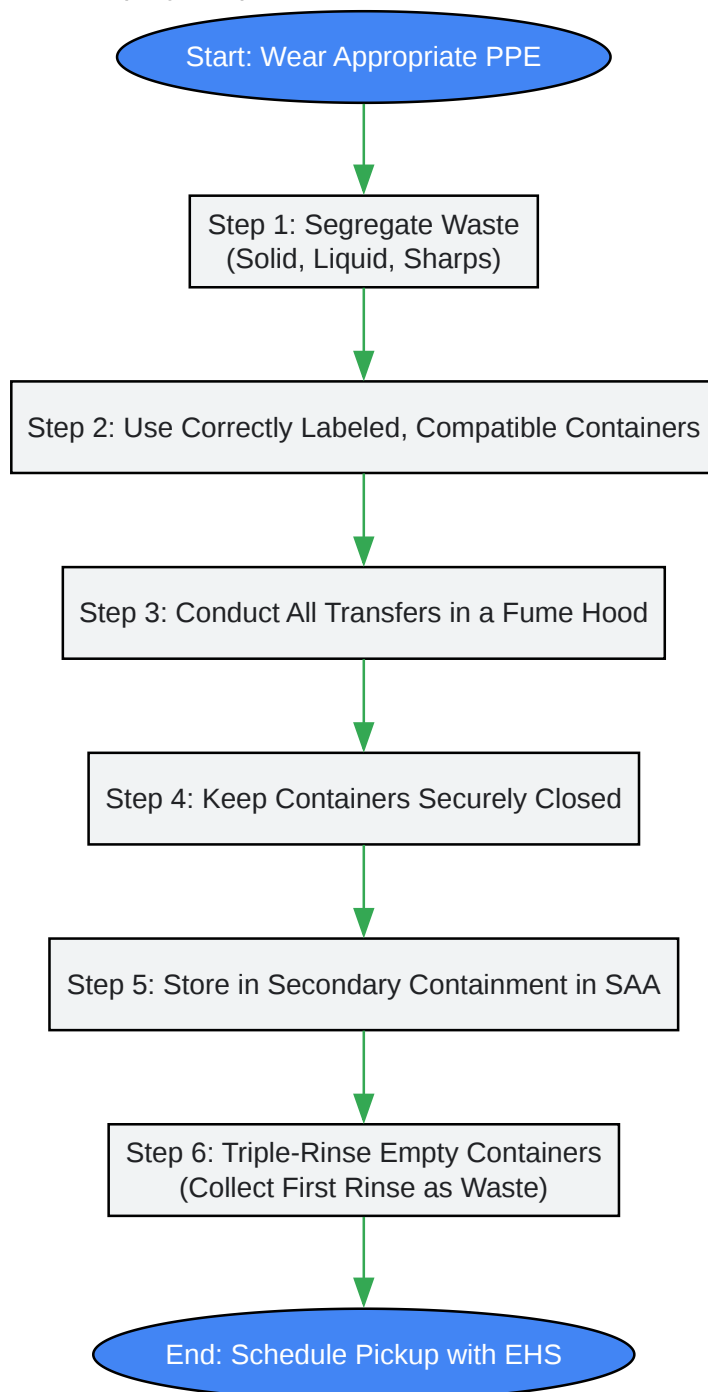 Start: Wear Appropriate PPE
Step 1: Segregate Waste
(Solid, Liquid, Sharps)
Step 2: Use Correctly Labeled, Compatible Containers
Step 3: Conduct All Transfers in a Fume Hood
Step 4: Keep Containers Securely Closed
Step 5: Store in Secondary Containment in SAA
Step 6: Triple-Rinse Empty Containers
(Collect First Rinse as Waste)
End: Schedule Pickup with EHS